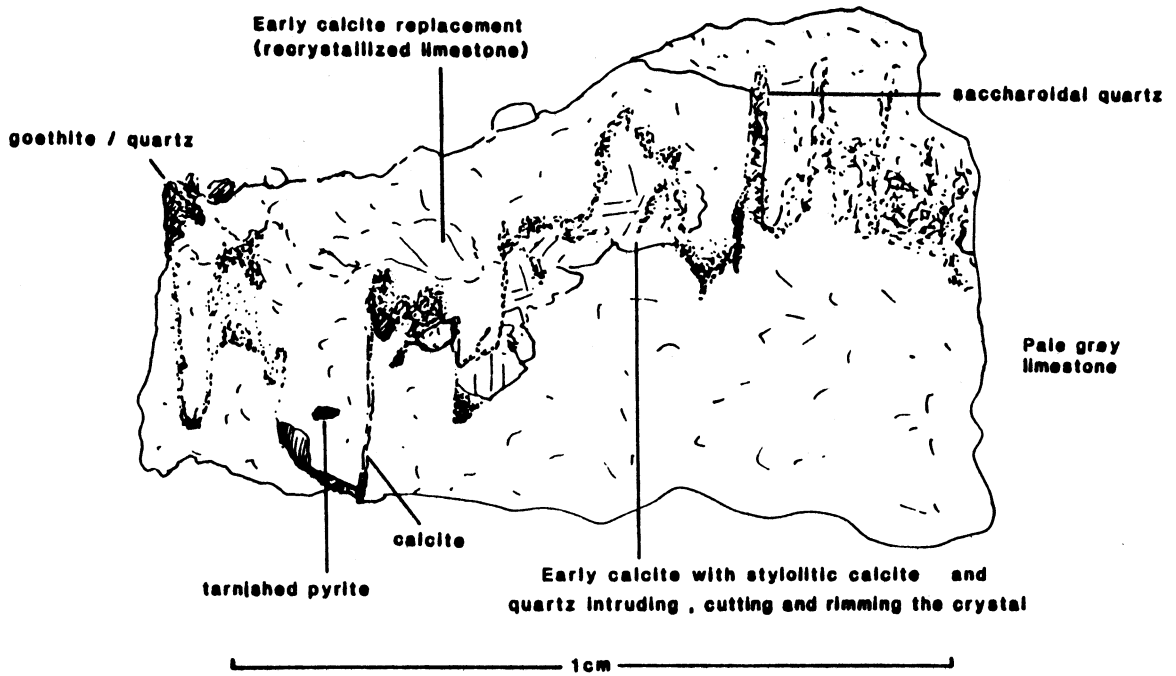 Early calcite replacement
(recrystallized limestone)
saccharoidal quartz
goethite / quartz
Pale grey
limestone
calcite
tarnished pyrite
Early calcite with stylolitic calcite and
quartz intruding , cutting and rimming the crystal
1cm